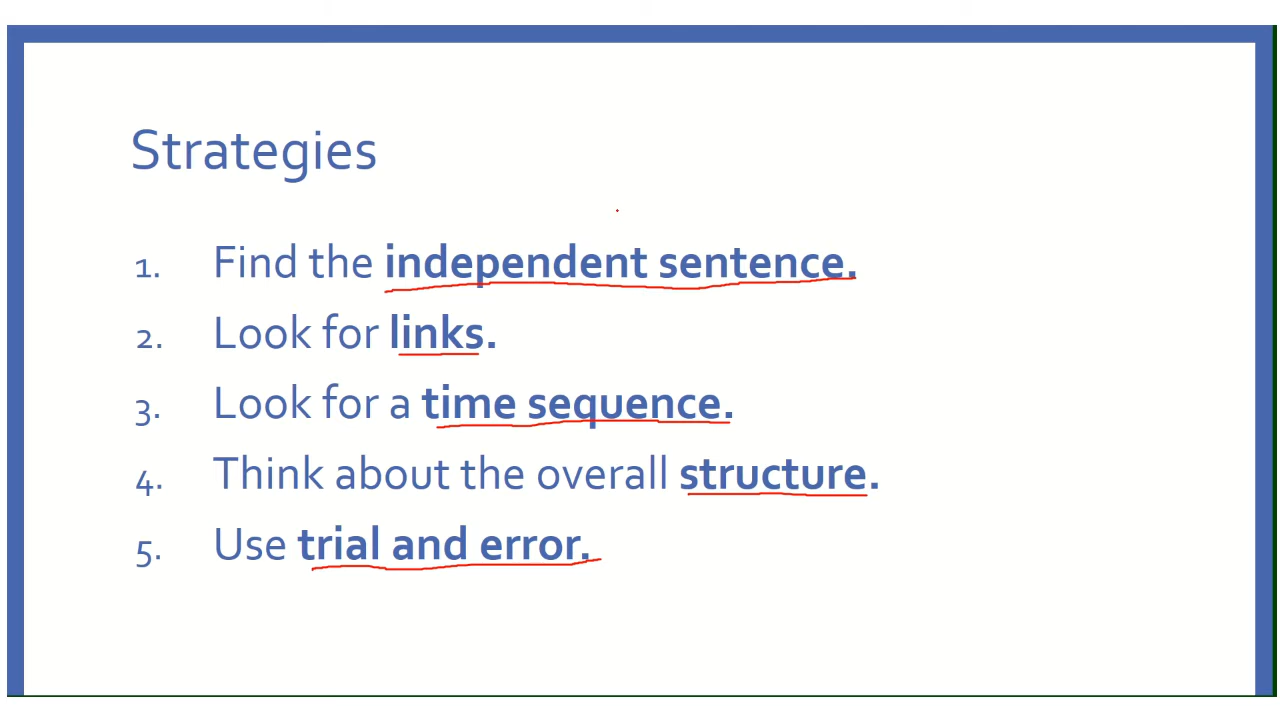 Strategies
1. Find the independent sentence.
2. Look for links.
3. Look for a time sequence.
4. Think about the overall structure.
5. Use trial and error.